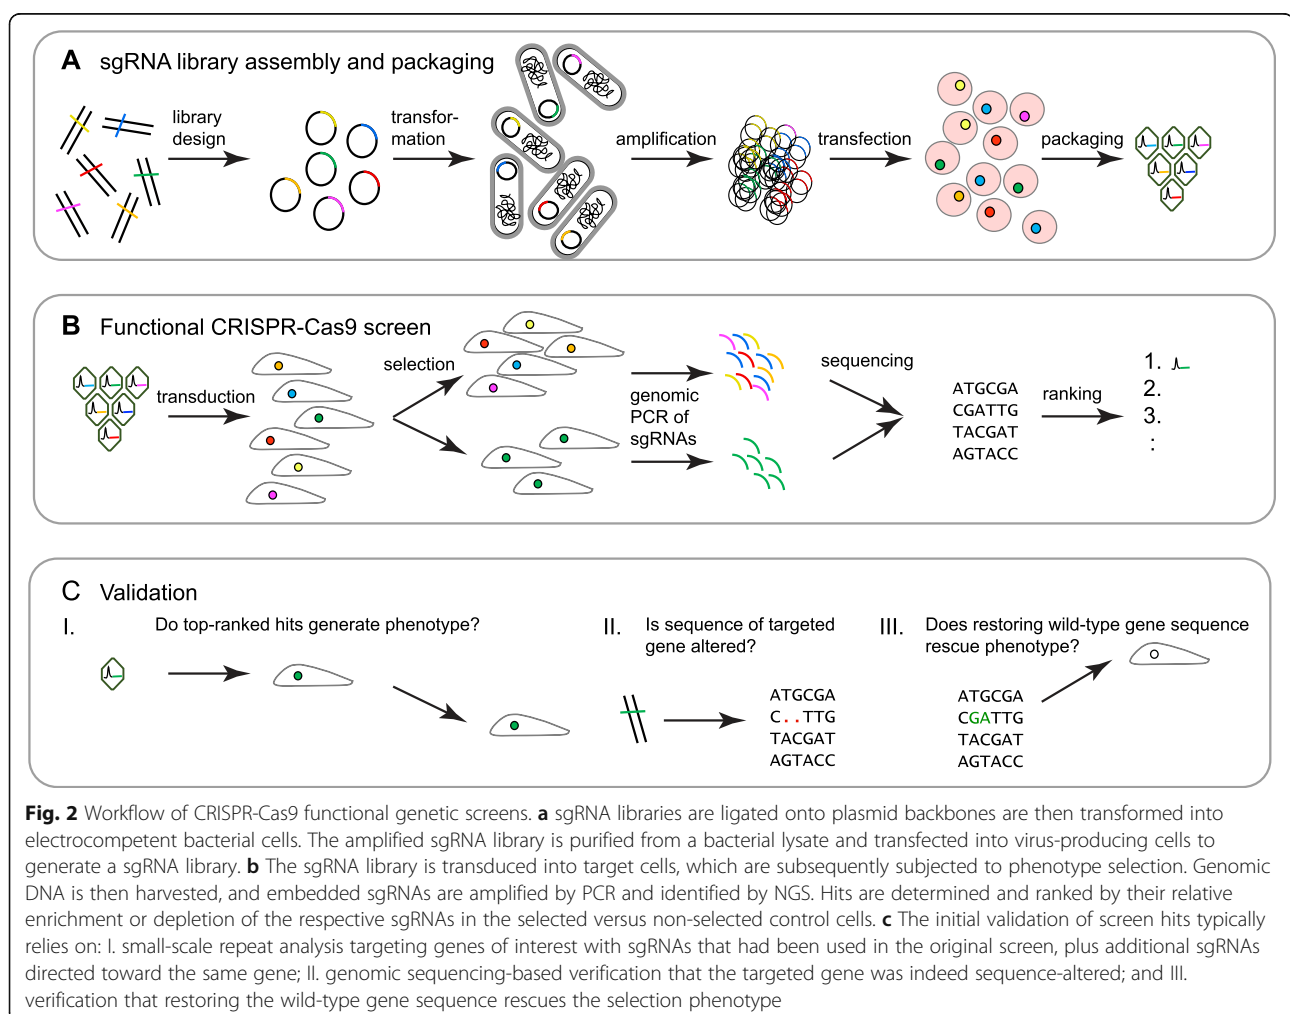 A sgRNA library assembly and packaging
library
design
transfor-
mation
amplification
transfection
packaging
B Functional CRISPR-Cas9 screen
transduction
selection
genomic
PCR of
sgRNAs
sequencing
ATGCGA
CGATTG
TACGAT
AGTACC
ranking
1.
2.
3.
:
C Validation
I. Do top-ranked hits generate phenotype?
II. Is sequence of targeted
gene altered?
ATGCGA
C..TTG
TACGAT
AGTACC
III. Does restoring wild-type gene sequence
rescue phenotype?
ATGCGA
CGATTG
TACGAT
AGTACC
Fig. 2 Workflow of CRISPR-Cas9 functional genetic screens. a sgRNA libraries are ligated onto plasmid backbones are then transformed into
electrocompetent bacterial cells. The amplified sgRNA library is purified from a bacterial lysate and transfected into virus-producing cells to
generate a sgRNA library. b The sgRNA library is transduced into target cells, which are subsequently subjected to phenotype selection. Genomic
DNA is then harvested, and embedded sgRNAs are amplified by PCR and identified by NGS. Hits are determined and ranked by their relative
enrichment or depletion of the respective sgRNAs in the selected versus non-selected control cells. c The initial validation of screen hits typically
relies on: I. small-scale repeat analysis targeting genes of interest with sgRNAs that had been used in the original screen, plus additional sgRNAs
directed toward the same gene; II. genomic sequencing-based verification that the targeted gene was indeed sequence-altered; and III.
verification that restoring the wild-type gene sequence rescues the selection phenotype